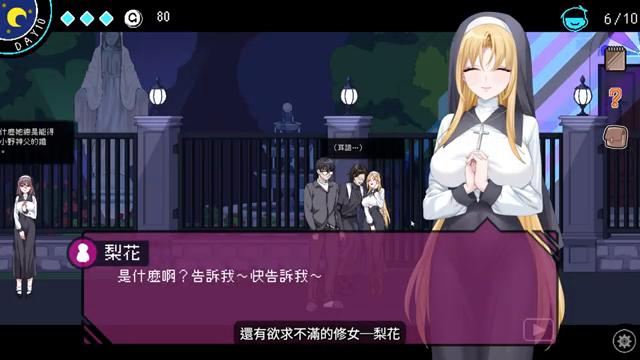 DAY10
80
6/10
什麼她總是能得
小野神父的婚
。
（耳語…）
梨花
是什麼啊？告訴我～快告訴我～
還有欲求不滿的修女—梨花